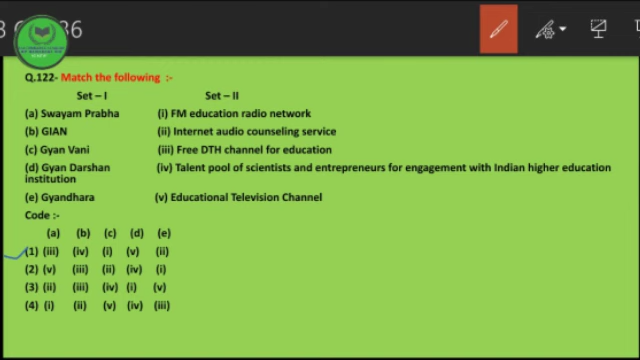 Q.122- Match the following :-
Set – I Set – II
(a) Swayam Prabha (i) FM education radio network
(b) GIAN (ii) Internet audio counseling service
(c) Gyan Vani (iii) Free DTH channel for education
(d) Gyan Darshan (iv) Talent pool of scientists and entrepreneurs for engagement with Indian higher education
institution
(e) Gyandhara (v) Educational Television Channel
Code :-
(a) (b) (c) (d) (e)
(1) (iii) (iv) (i) (v) (ii)
(2) (v) (iii) (ii) (iv) (i)
(3) (ii) (iii) (iv) (i) (v)
(4) (i) (ii) (v) (iv) (iii)